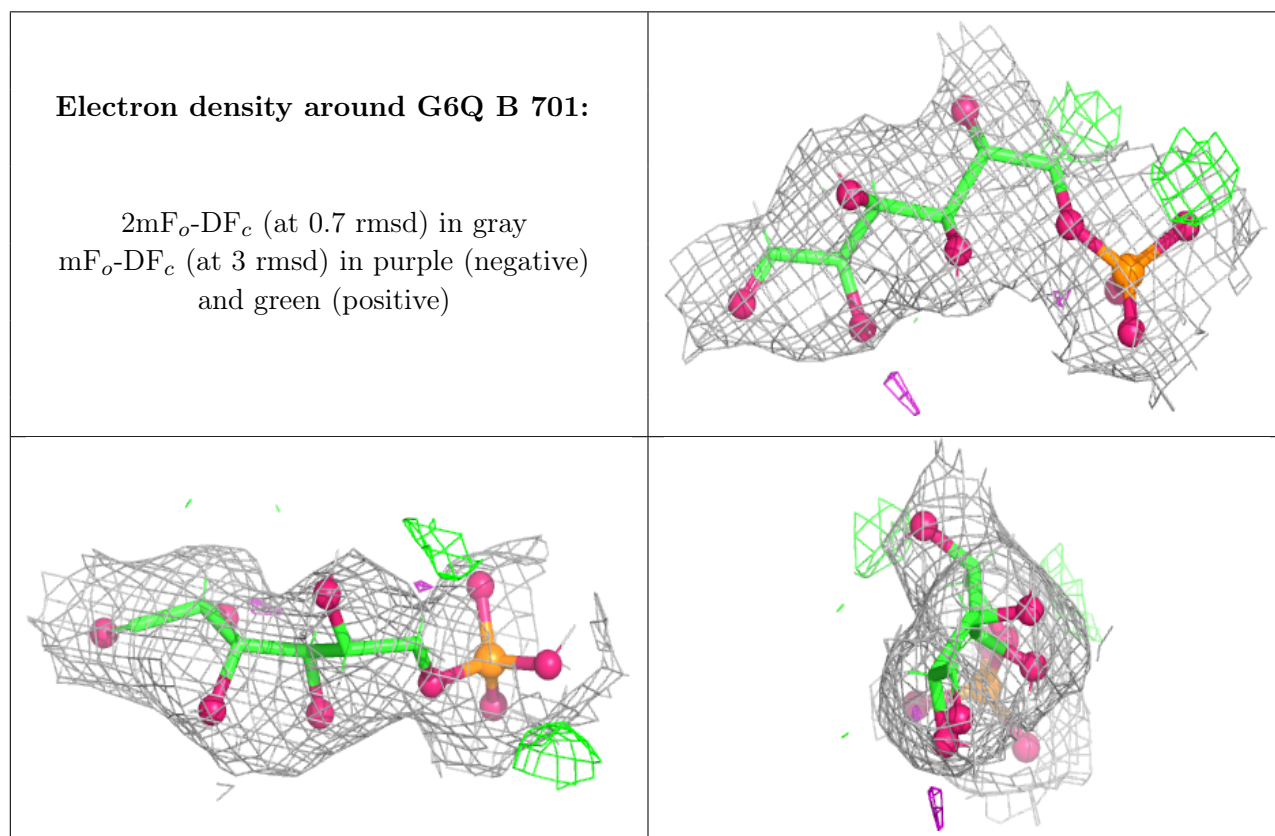 Electron density around G6Q B 701:
2mFo-DFc (at 0.7 rmsd) in gray
mFo-DFc (at 3 rmsd) in purple (negative)
and green (positive)